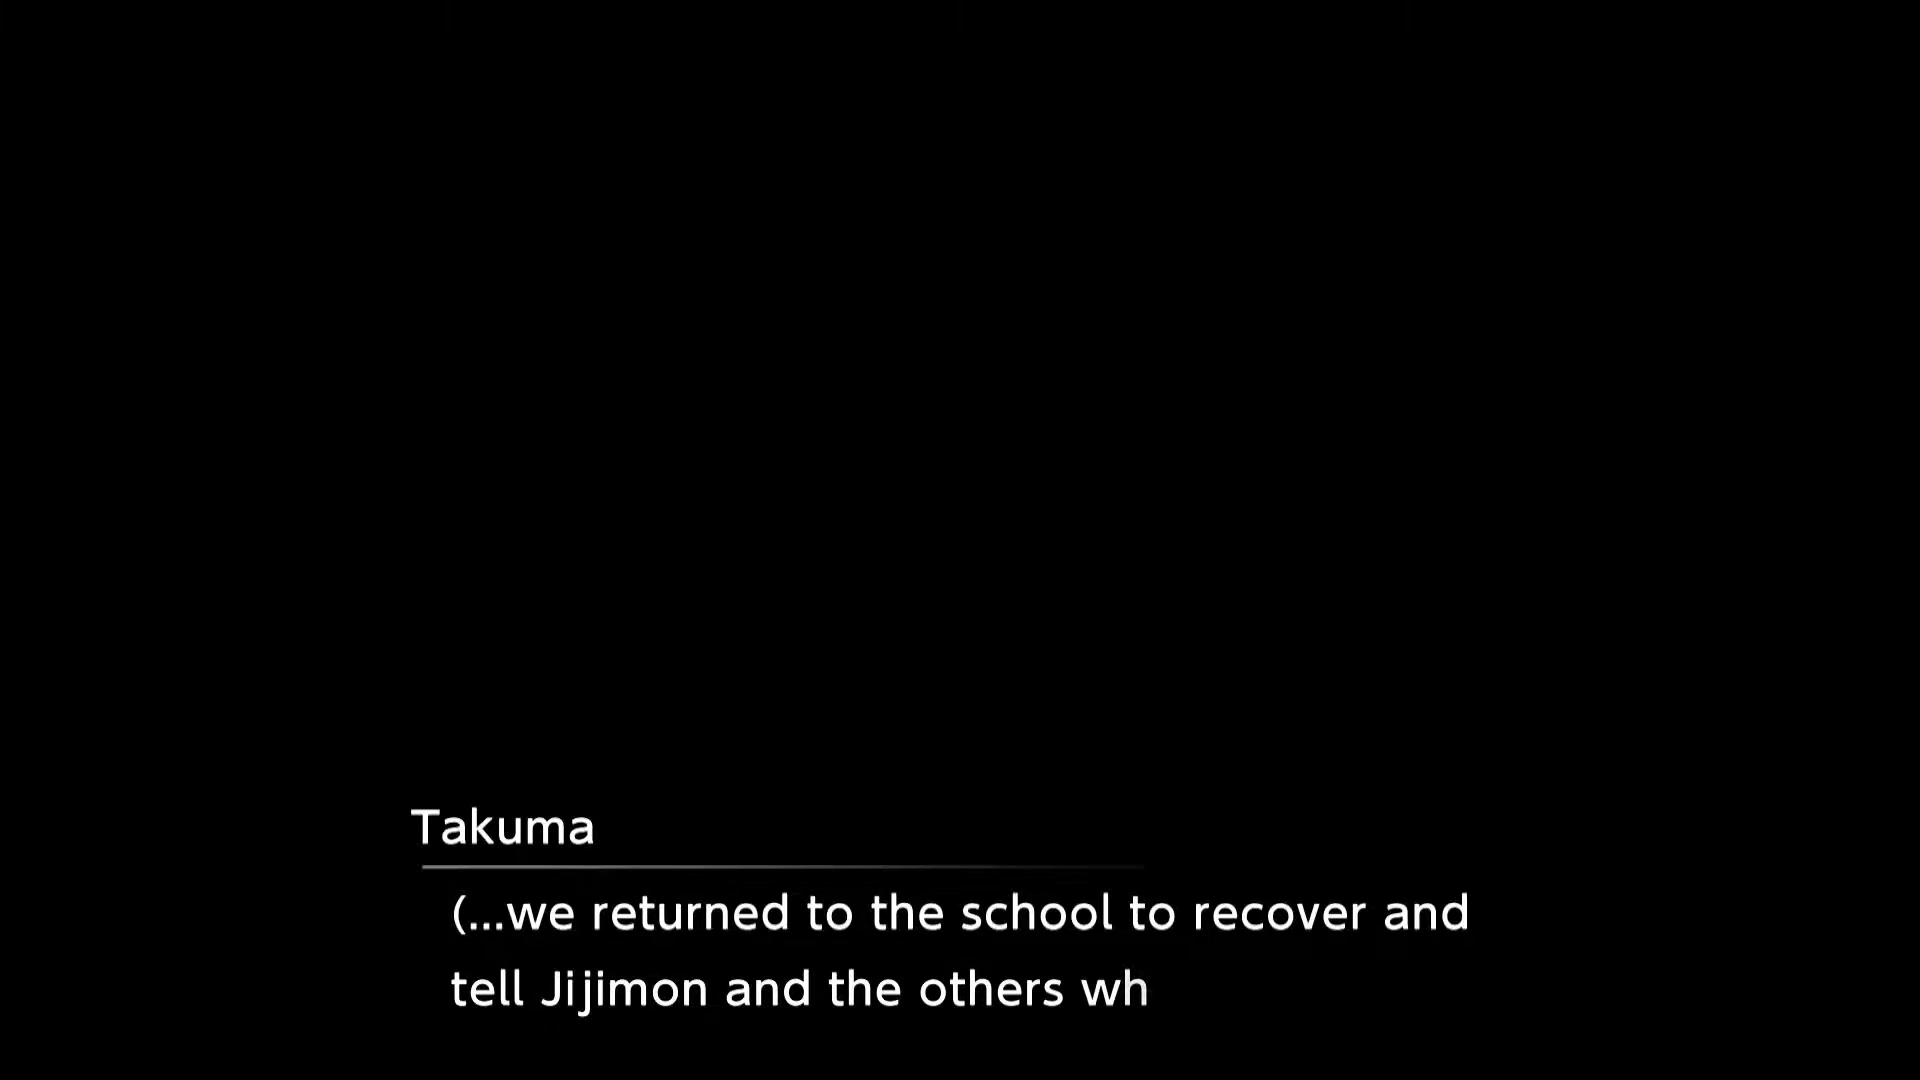 Takuma
(...we returned to the school to recover and
tell Jijimon and the others wh